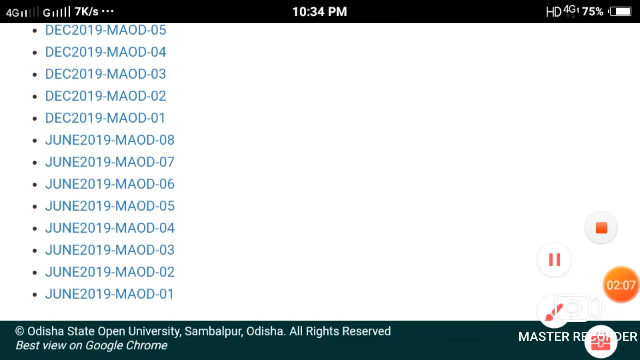 4G G 7K/s ••• 10:34 PM HD 4G1 75%
• DEC2019-MAOD-05
• DEC2019-MAOD-04
• DEC2019-MAOD-03
• DEC2019-MAOD-02
• DEC2019-MAOD-01
• JUNE2019-MAOD-08
• JUNE2019-MAOD-07
• JUNE2019-MAOD-06
• JUNE2019-MAOD-05
• JUNE2019-MAOD-04
• JUNE2019-MAOD-03
• JUNE2019-MAOD-02
• JUNE2019-MAOD-01
02:07
© Odisha State Open University, Sambalpur, Odisha. All Rights Reserved
Best view on Google Chrome
MASTER RECORDER